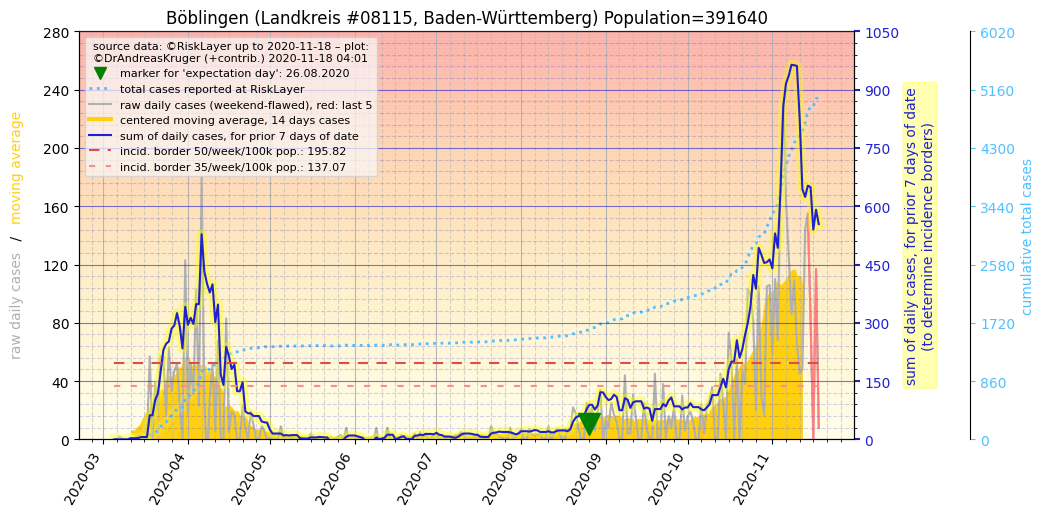 Böblingen (Landkreis #08115, Baden-Württemberg) Population=391640
source data: ©RiskLayer up to 2020-11-18 – plot:
©DrAndreasKruger (+contrib.) 2020-11-18 04:01
marker for 'expectation day': 26.08.2020
total cases reported at RiskLayer
raw daily cases (weekend-flawed), red: last 5
centered moving average, 14 days cases
sum of daily cases, for prior 7 days of date
incid. border 50/week/100k pop.: 195.82
incid. border 35/week/100k pop.: 137.07
raw daily cases / moving average
280
240
200
160
120
80
40
0
2020-03
2020-04
2020-05
2020-06
2020-07
2020-08
2020-09
2020-10
2020-11
1050
900
750
600
450
300
150
0
sum of daily cases, for prior 7 days of date
(to determine incidence borders)
6020
5160
4300
3440
2580
1720
860
0
cumulative total cases